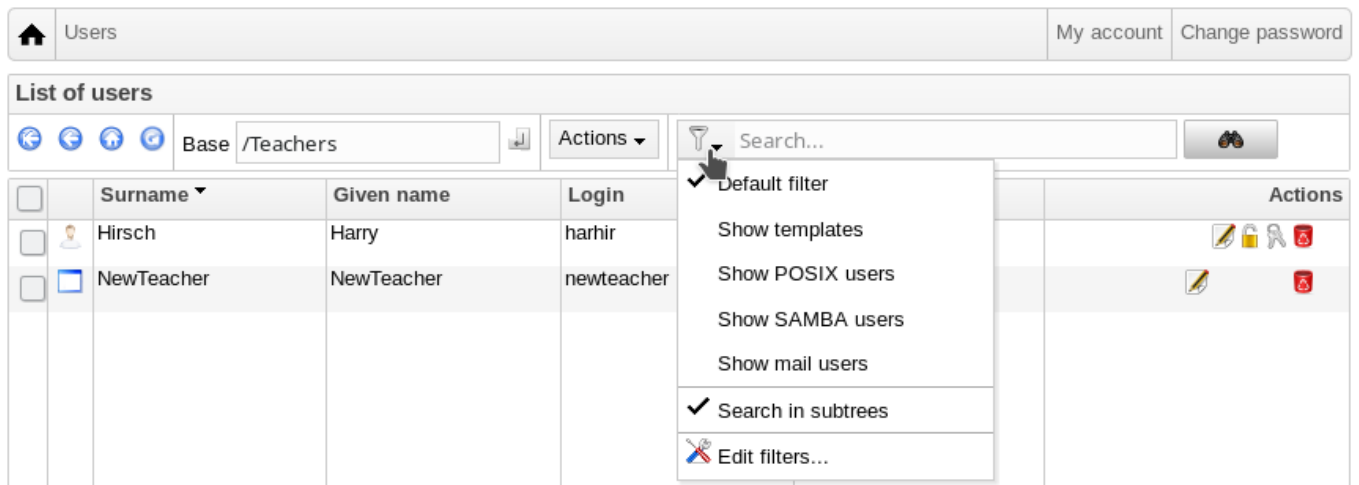 Users My account Change password
List of users
Base /Teachers Actions Search...
Surname Given name Login Actions
Hirsch Harry harhir
NewTeacher NewTeacher newteacher
Default filter
Show templates
Show POSIX users
Show SAMBA users
Show mail users
Search in subtrees
Edit filters...